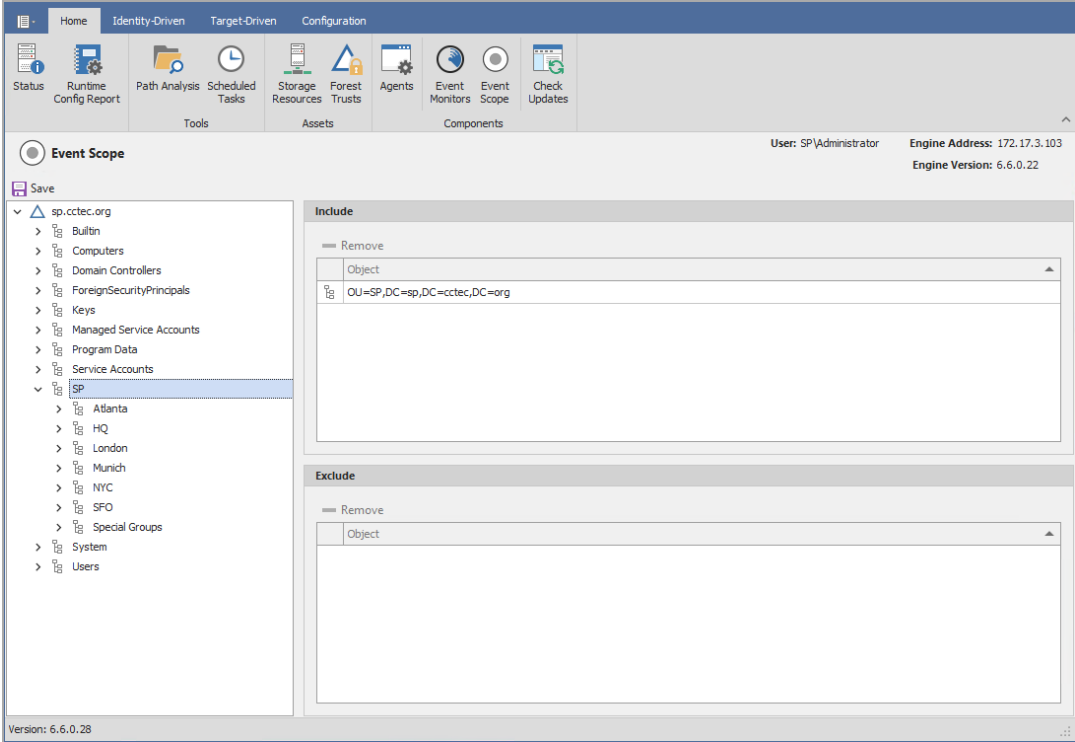 Home Identity-Driven Target-Driven Configuration
Status Runtime Config Report Path Analysis Scheduled Tasks Storage Resources Forest Trusts Agents Event Monitors Event Scope Check Updates
Tools Assets Components
Event Scope
User: SP\Administrator Engine Address: 172.17.3.103
Engine Version: 6.6.0.22
Save
sp.cctec.org
Builtin
Computers
Domain Controllers
ForeignSecurityPrincipals
Keys
Managed Service Accounts
Program Data
Service Accounts
SP
Atlanta
HQ
London
Munich
NYC
SFO
Special Groups
System
Users
Include
Remove
Object
OU=SP,DC=sp,DC=cctec,DC=org
Exclude
Remove
Object
Version: 6.6.0.28